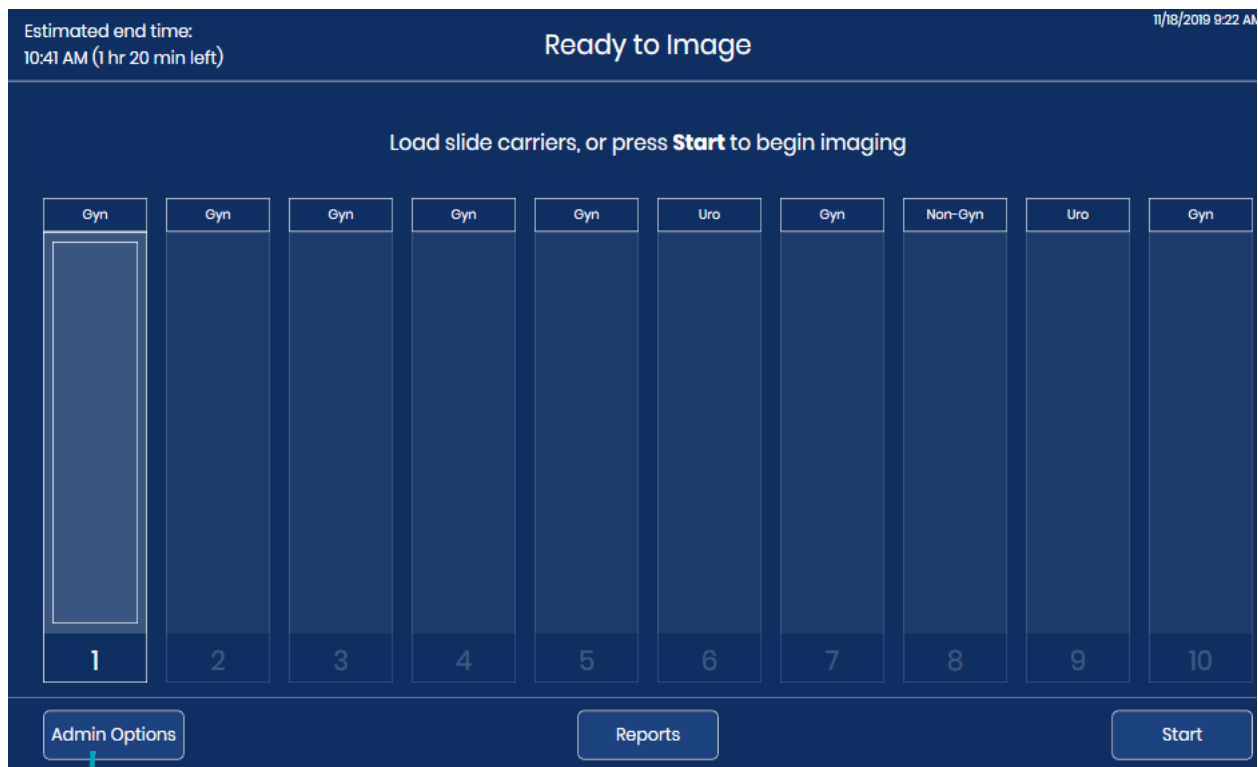 Estimated end time:
10:41 AM (1 hr 20 min left)
Ready to Image
11/18/2019 9:22 AM
Load slide carriers, or press Start to begin imaging
Gyn Gyn Gyn Gyn Gyn Uro Gyn Non-Gyn Uro Gyn
1 2 3 4 5 6 7 8 9 10
Admin Options Reports Start